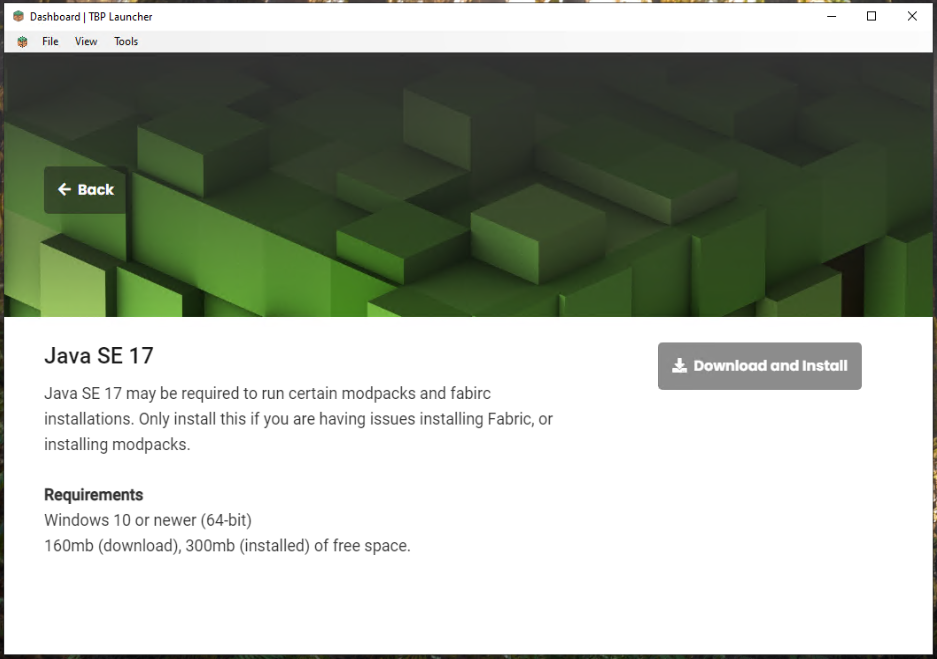 Dashboard | TBP Launcher
File View Tools
Back
Java SE 17
Download and Install
Java SE 17 may be required to run certain modpacks and fabirc
installations. Only install this if you are having issues installing Fabric, or
installing modpacks.
Requirements
Windows 10 or newer (64-bit)
160mb (download), 300mb (installed) of free space.